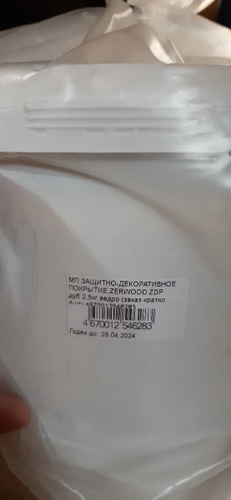 МП ЗАЩИТНО-ДЕКОРАТИВНОЕ
ПОКРЫТИЕ ZERWOOD ZDP
дуб 2,5кг ведро (заказ кратно
4670012546283
4 670012 546283
Годен до: 28.04.2024